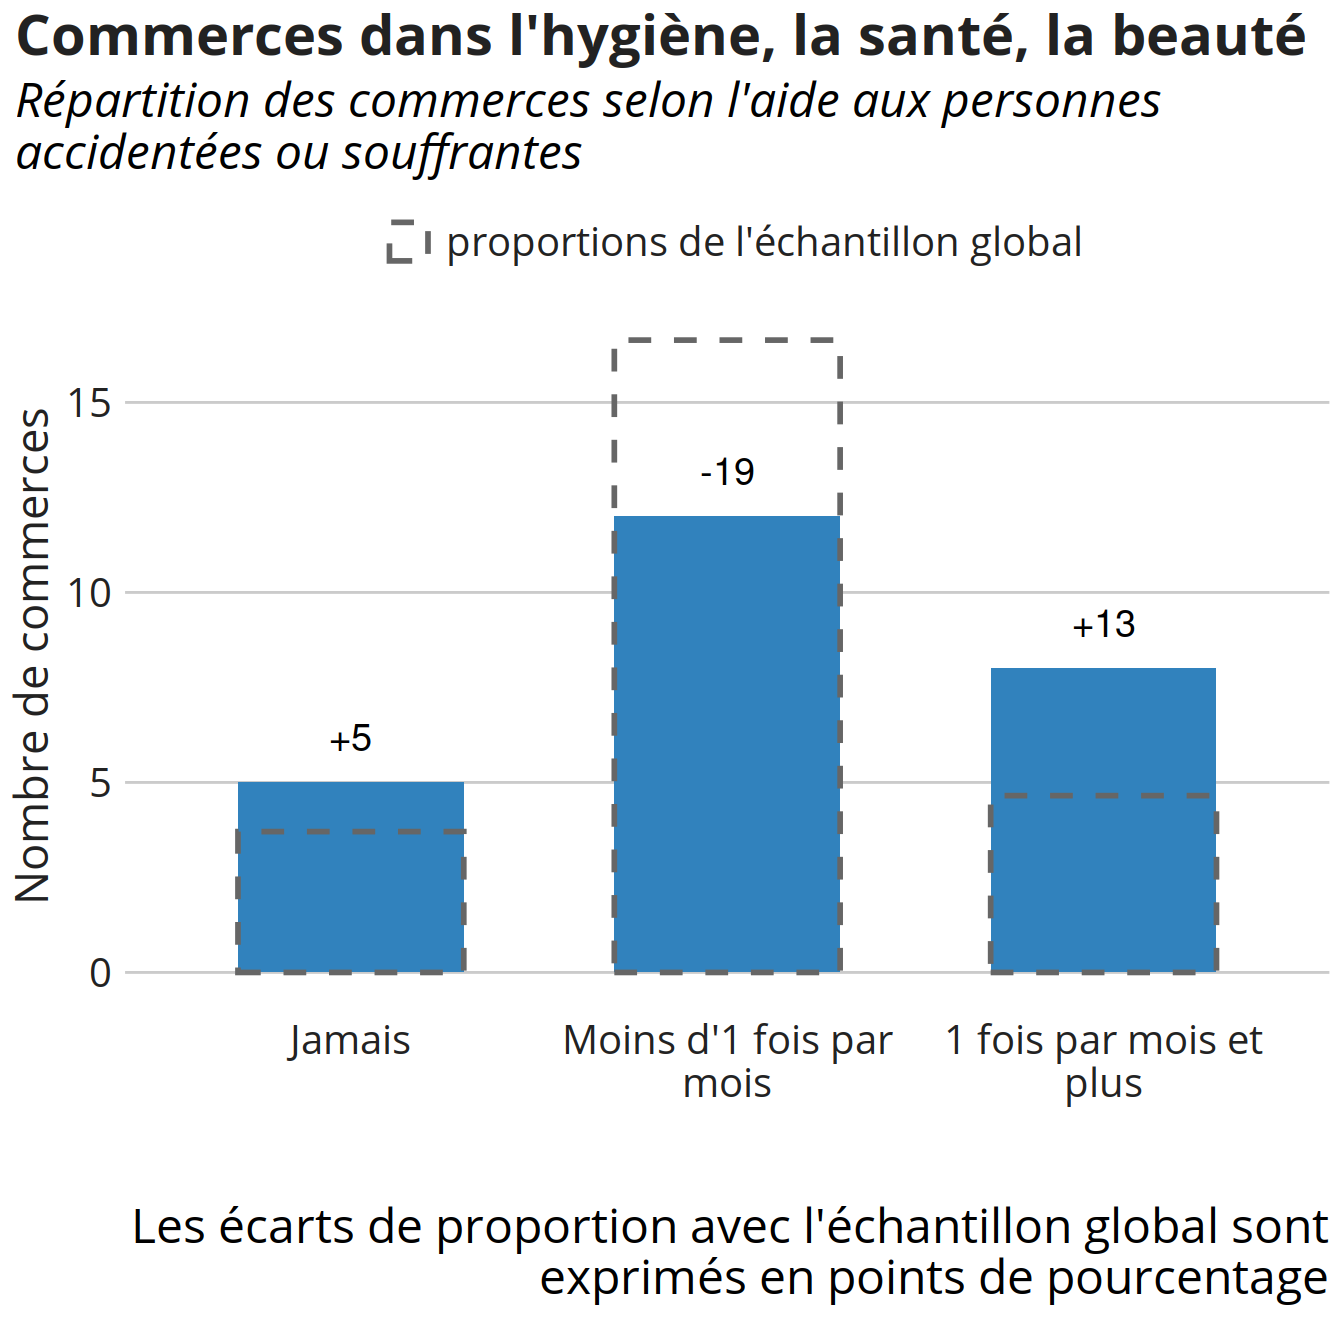 Commerces dans l'hygiène, la santé, la beauté
Répartition des commerces selon l'aide aux personnes
accidentées ou souffrantes
proportions de l'échantillon global
Nombre de commerces
15
10
5
0
+5
-19
+13
Jamais
Moins d'1 fois par
mois
1 fois par mois et
plus
Les écarts de proportion avec l'échantillon global sont
exprimés en points de pourcentage